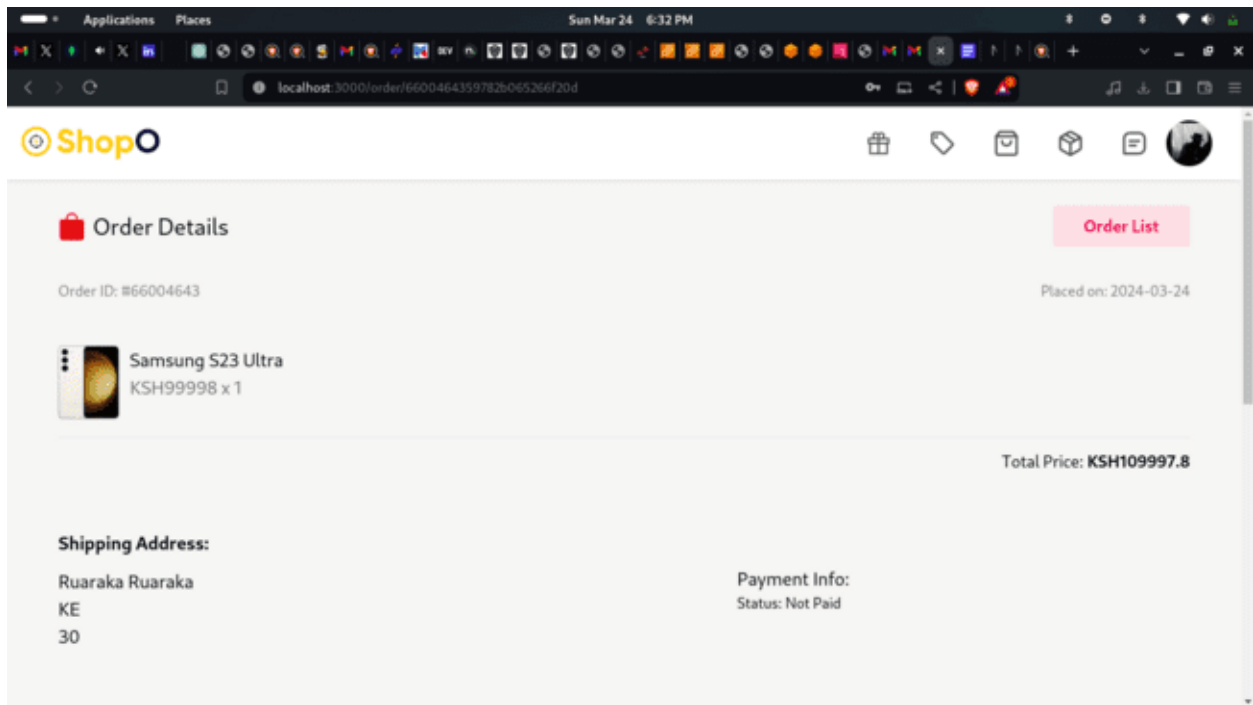 Applications Places Sun Mar 24 6:32 PM
localhost:3000/order/6600464359782b065266f20d
ShopO
Order Details
Order List
Order ID: #66004643
Placed on: 2024-03-24
Samsung S23 Ultra
KSH99998 x 1
Total Price: KSH109997.8
Shipping Address:
Ruaraka Ruaraka
KE
30
Payment Info:
Status: Not Paid